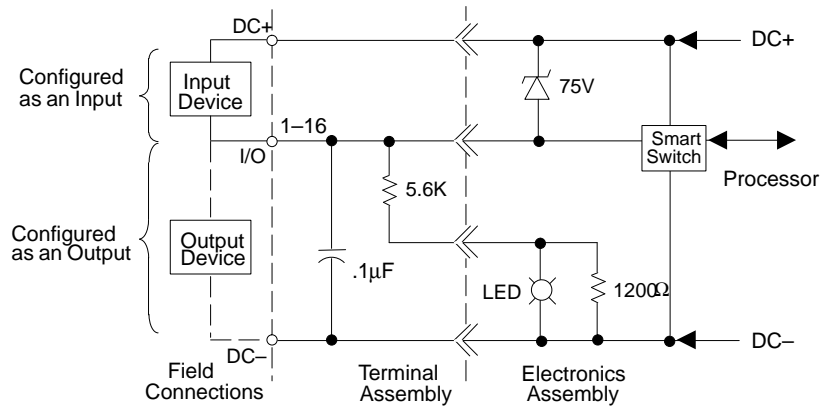 DC+
DC+
Configured
as an Input
Input
Device
75V
1–16
I/O
Smart
Switch
Processor
5.6K
Configured
as an Output
Output
Device
.1µF
LED
1200Ω
DC–
DC–
Field
Connections
Terminal
Assembly
Electronics
Assembly